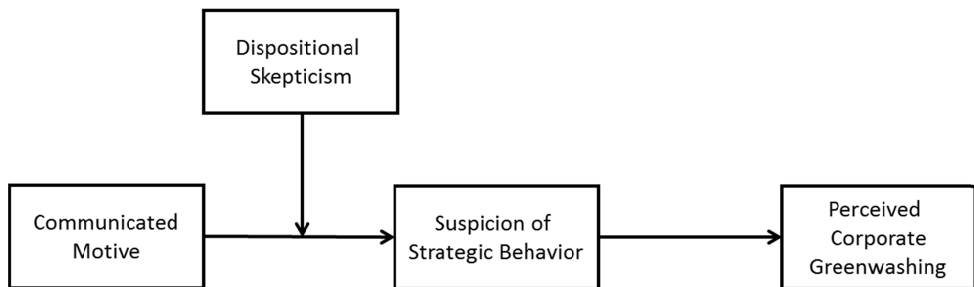 Dispositional
Skepticism
Communicated
Motive
Suspicion of
Strategic Behavior
Perceived
Corporate
Greenwashing